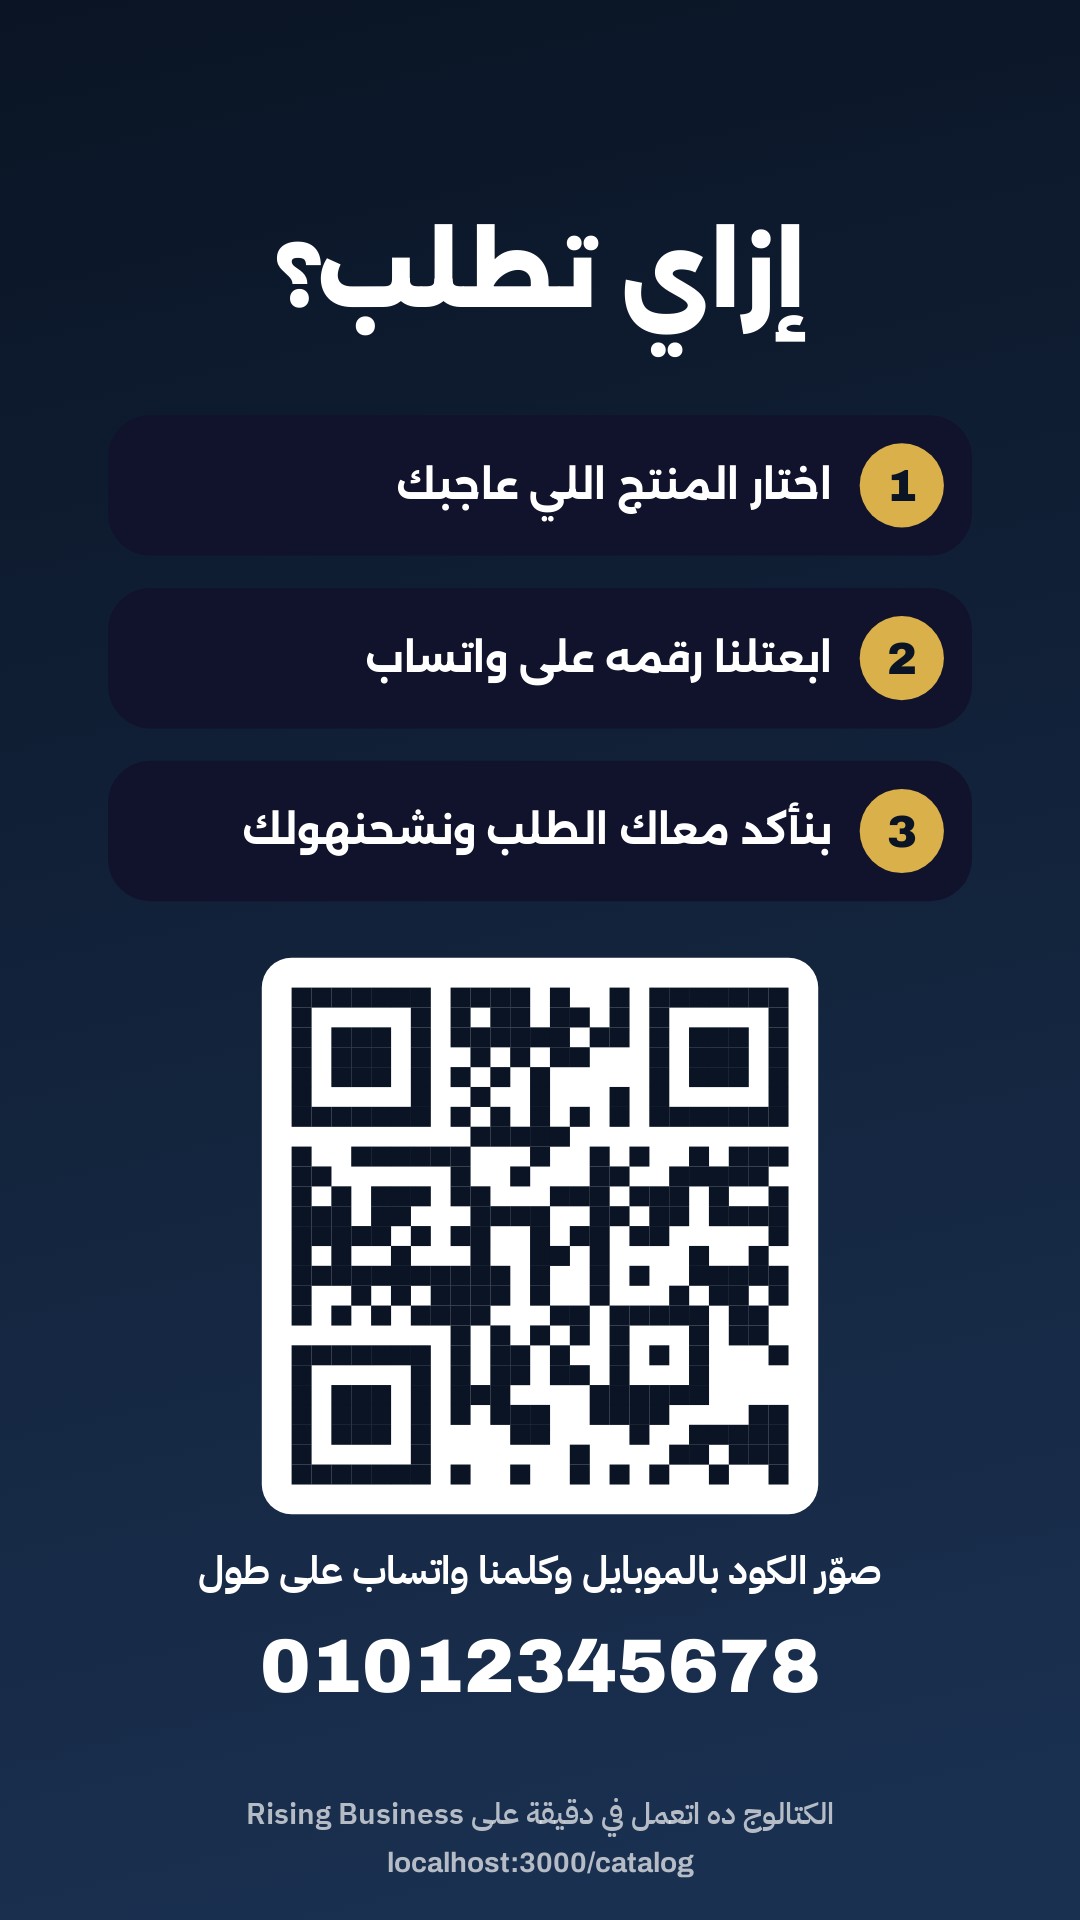 إزاي تطلب؟
1 اختار المنتج اللي عاجبك
2 ابعتلنا رقمه على واتساب
3 بنأكد معاك الطلب ونشحنهولك
صوّر الكود بالموبايل وكلمنا واتساب على طول
01012345678
الكتالوج ده اتعمل في دقيقة على Rising Business
localhost:3000/catalog